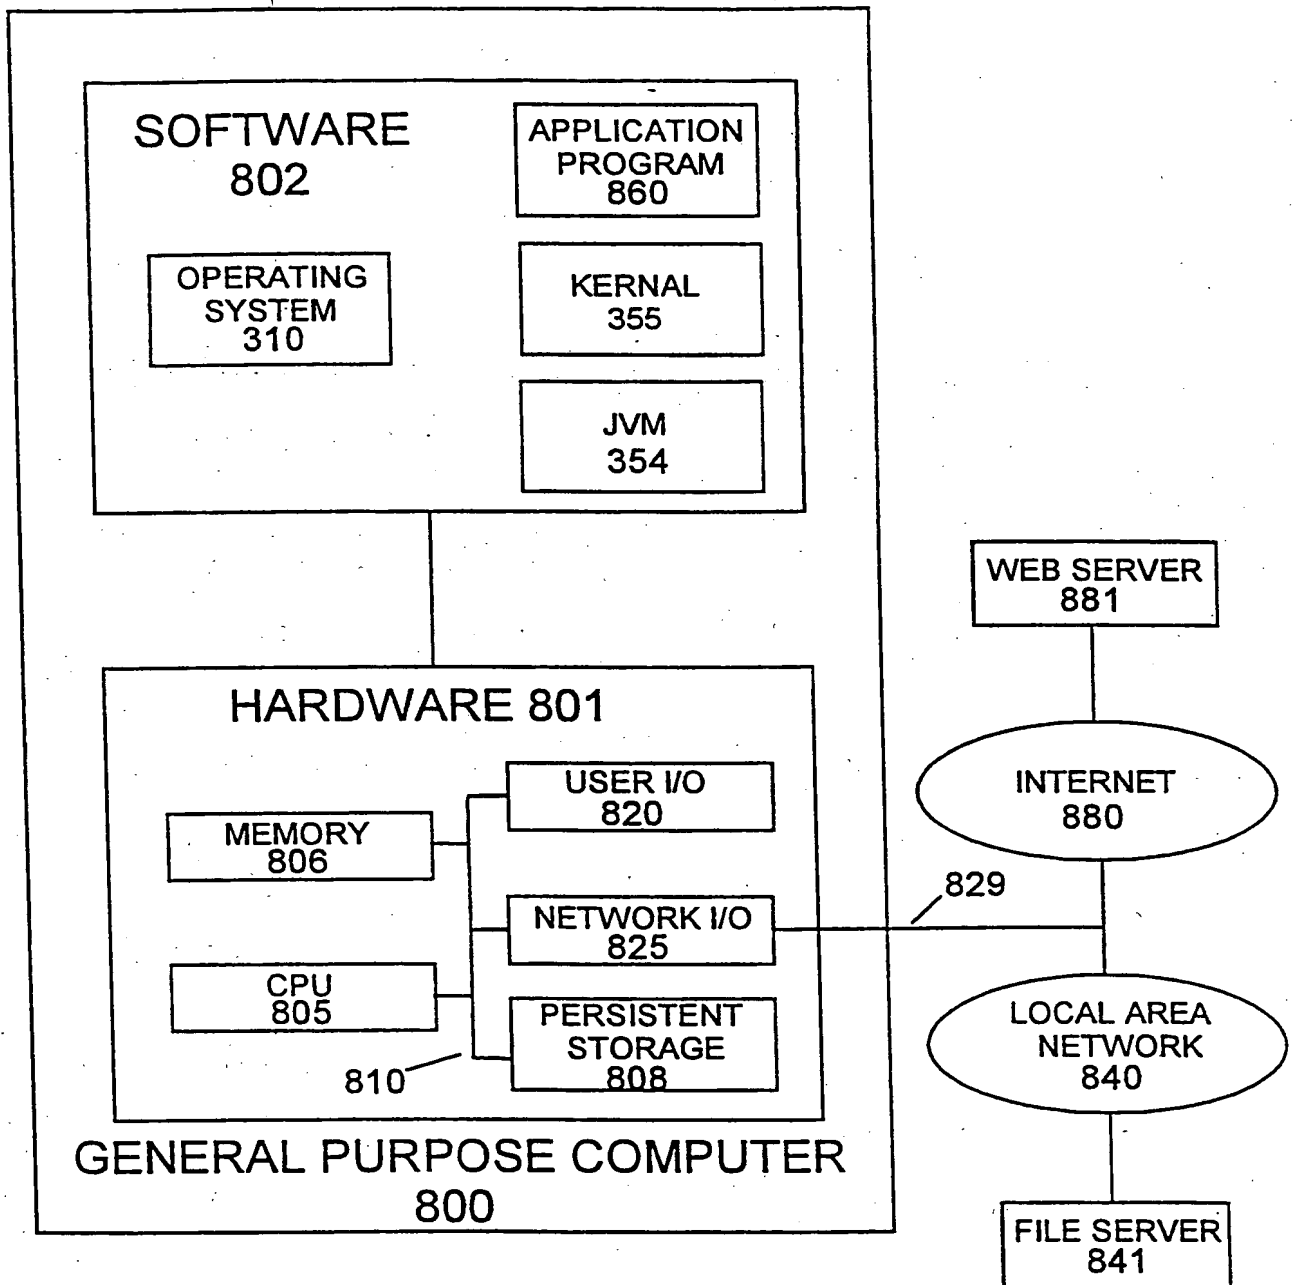 SOFTWARE
802
APPLICATION
PROGRAM
860
OPERATING
SYSTEM
310
KERNAL
355
JVM
354
HARDWARE 801
MEMORY
806
CPU
805
USER I/O
820
NETWORK I/O
825
PERSISTENT
STORAGE
808
810
GENERAL PURPOSE COMPUTER
800
WEB SERVER
881
INTERNET
880
829
LOCAL AREA
NETWORK
840
FILE SERVER
841